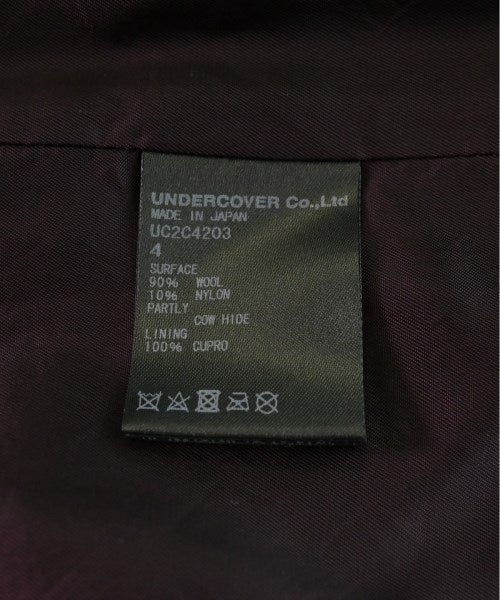 UNDERCOVER Co.,Ltd
MADE IN JAPAN
UC2C4203
4
SURFACE
90% WOOL
10% NYLON
PARTLY
COW HIDE
LINING
100% CUPRO